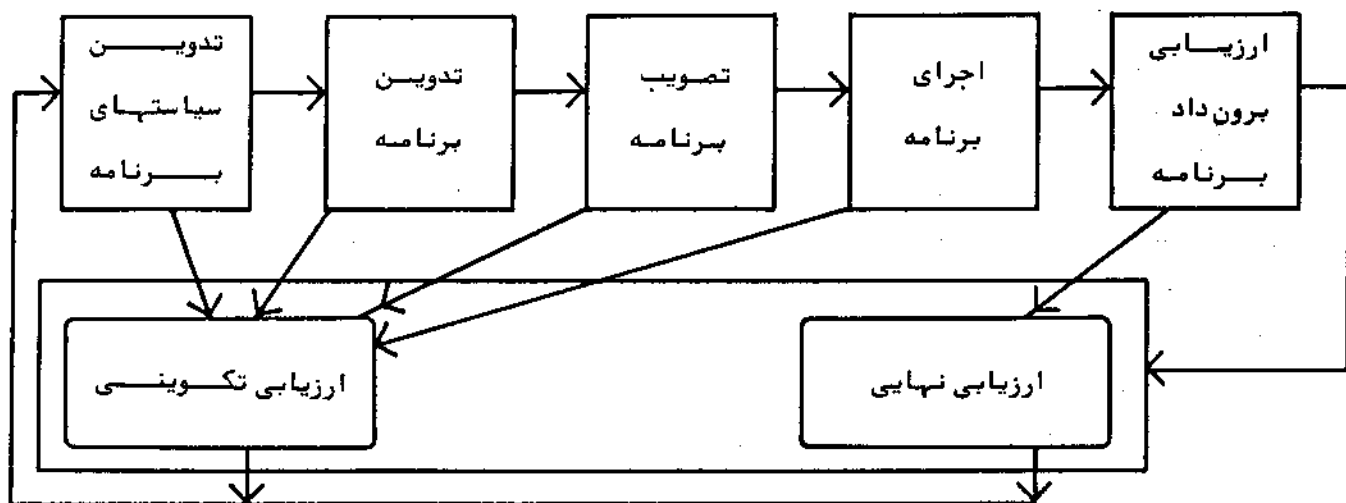 تدوین
سیاستهای
برنامه
تدوین
برنامه
تصویب
برنامه
اجرای
برنامه
ارزیابی
برون‌داد
برنامه
ارزیابی تکوینی
ارزیابی نهایی